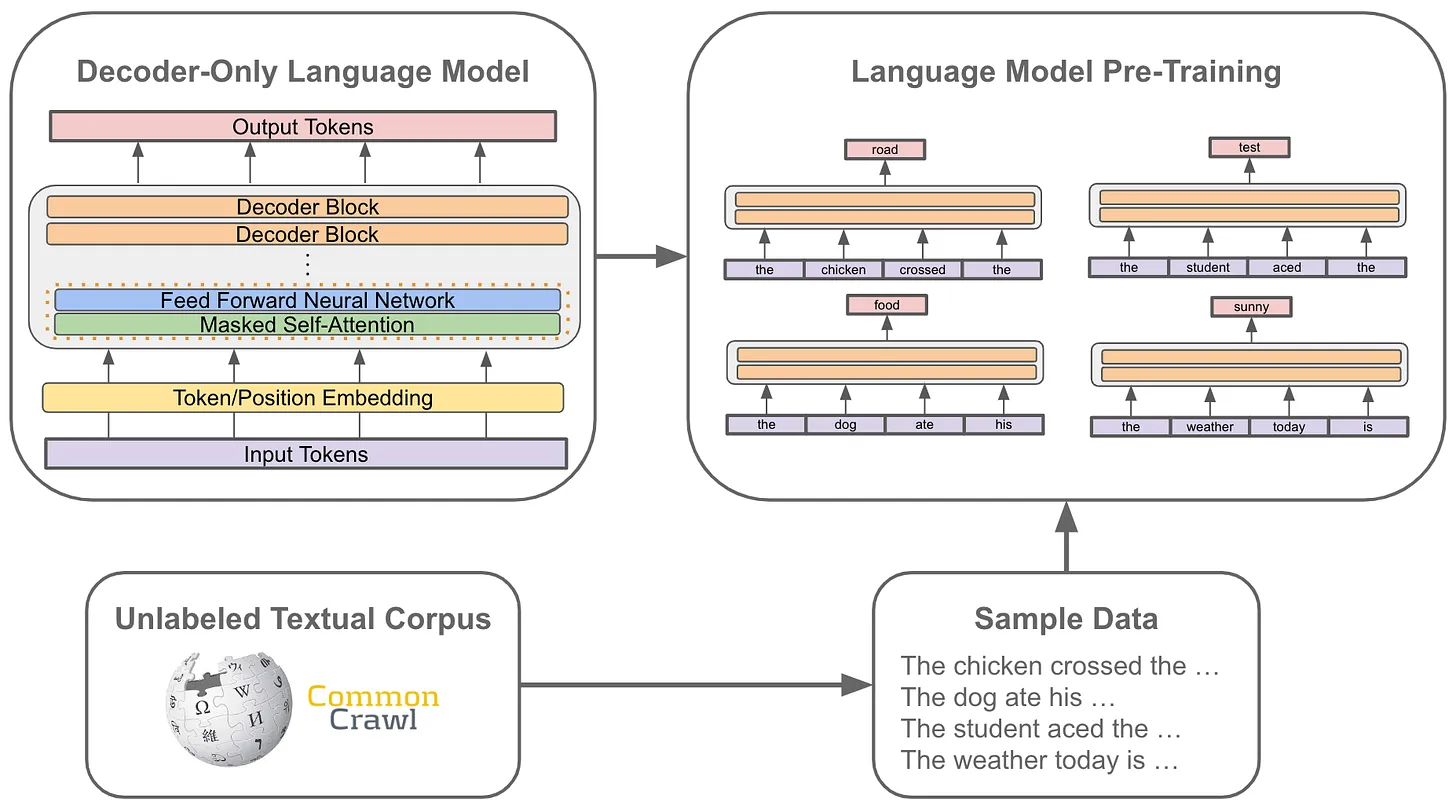 Decoder-Only Language Model
Output Tokens
Decoder Block
Decoder Block
Feed Forward Neural Network
Masked Self-Attention
Token/Position Embedding
Input Tokens
Language Model Pre-Training
road
the chicken crossed the
test
the student aced the
food
the dog ate his
sunny
the weather today is
Unlabeled Textual Corpus
Ω W И 維
Common
Crawl
Sample Data
The chicken crossed the …
The dog ate his …
The student aced the …
The weather today is …